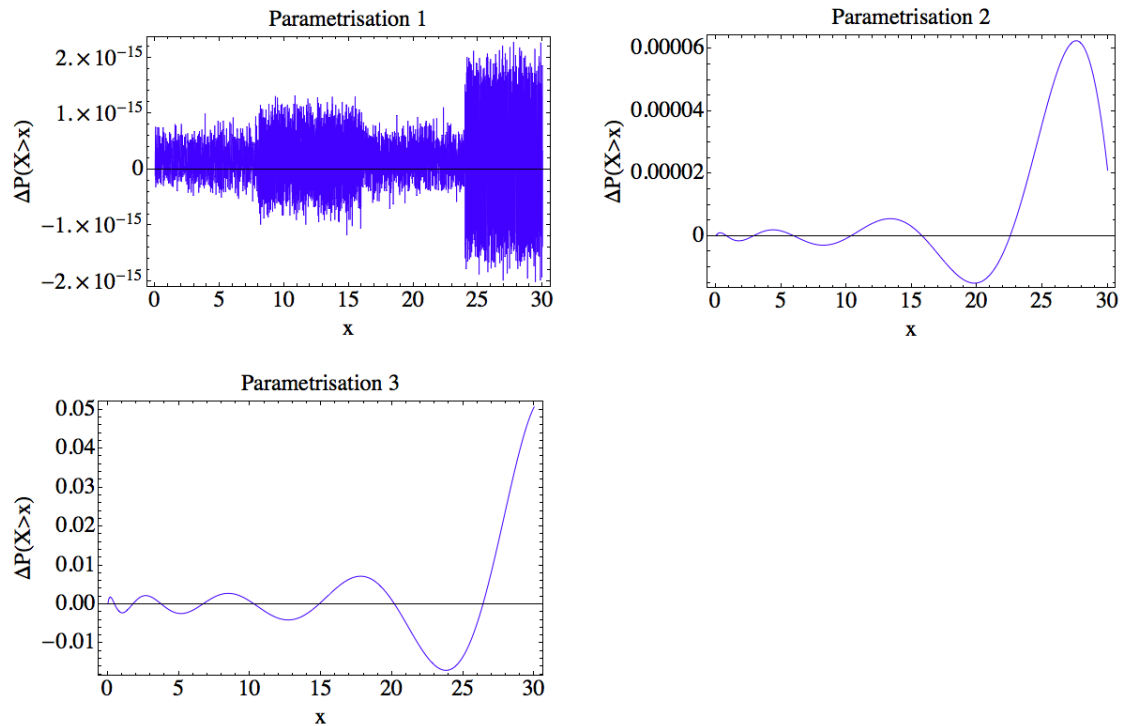 Parametrisation 1
2.×10⁻¹⁵
1.×10⁻¹⁵
0
−1.×10⁻¹⁵
−2.×10⁻¹⁵
ΔP(X>x)
0 5 10 15 20 25 30
x
Parametrisation 2
0.00006
0.00004
0.00002
0
ΔP(X>x)
0 5 10 15 20 25 30
x
Parametrisation 3
0.05
0.04
0.03
0.02
0.01
0.00
−0.01
ΔP(X>x)
0 5 10 15 20 25 30
x